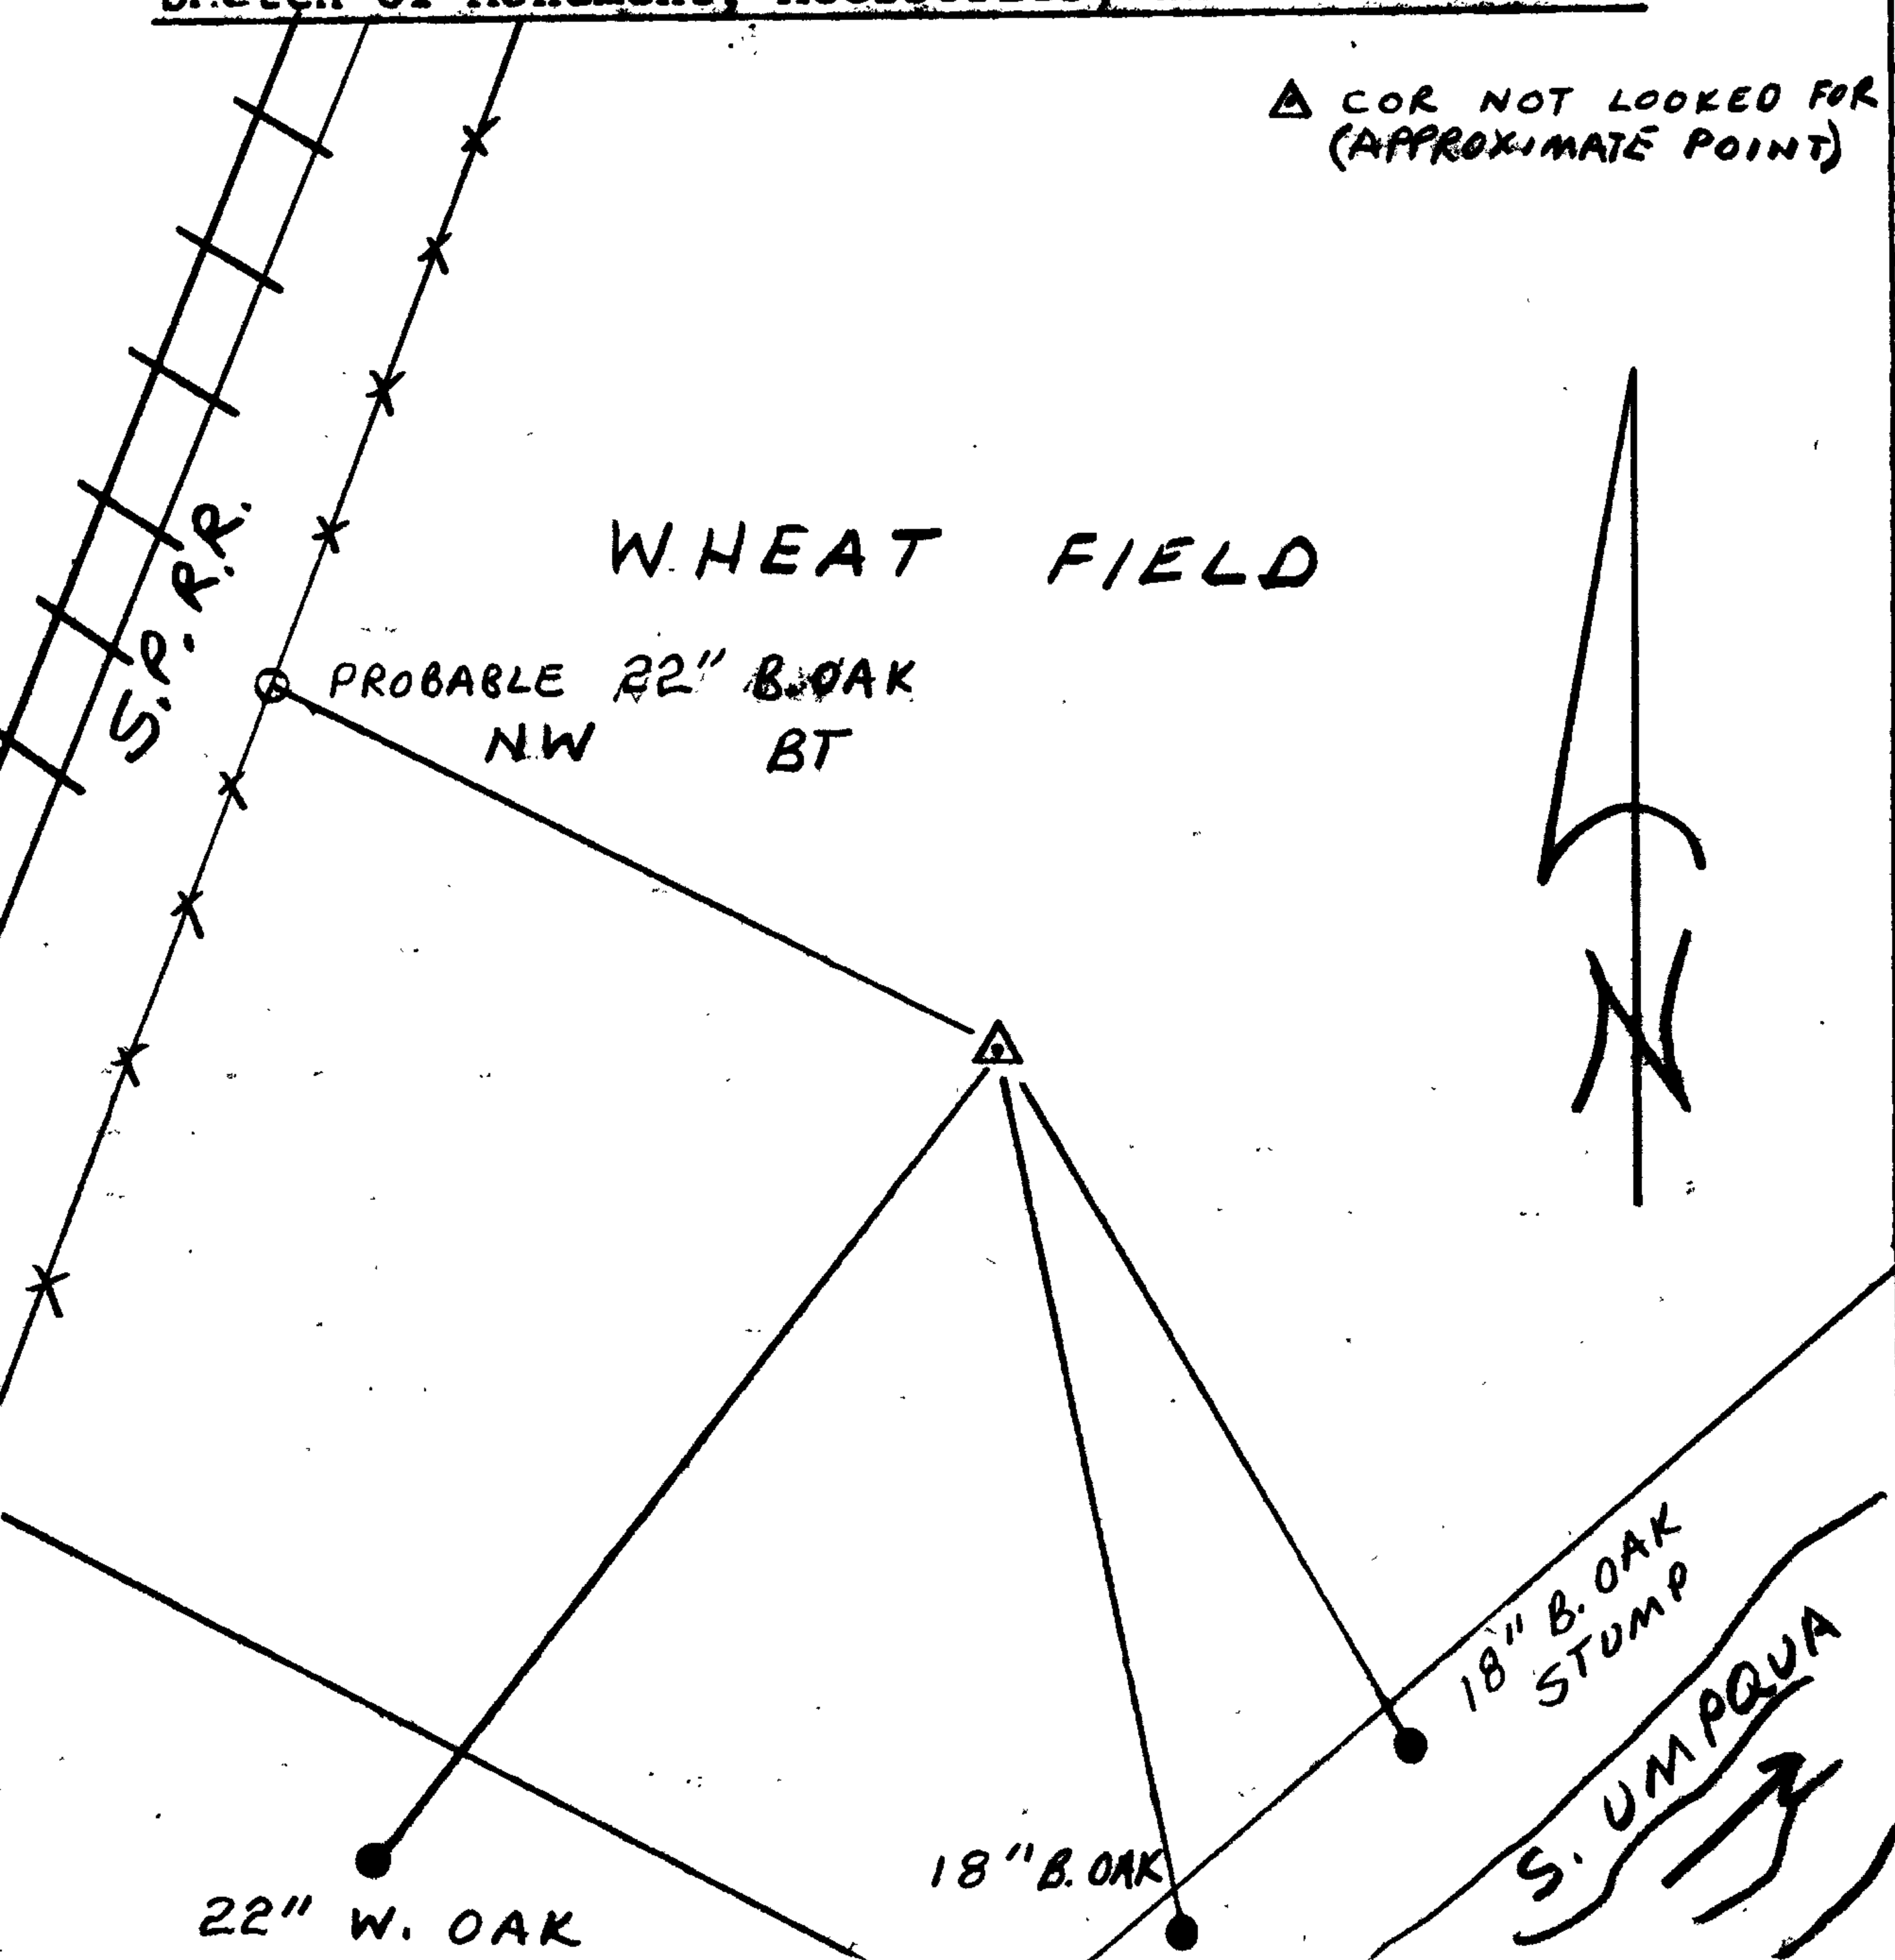 △ COR NOT LOOKED FOR
(APPROXIMATE POINT)
WHEAT FIELD
S.P.R.R.
PROBABLE 22" B.OAK
NW BT
N
18" B. OAK
STUMP
S. UMPQUA
18" B. OAK
22" W. OAK